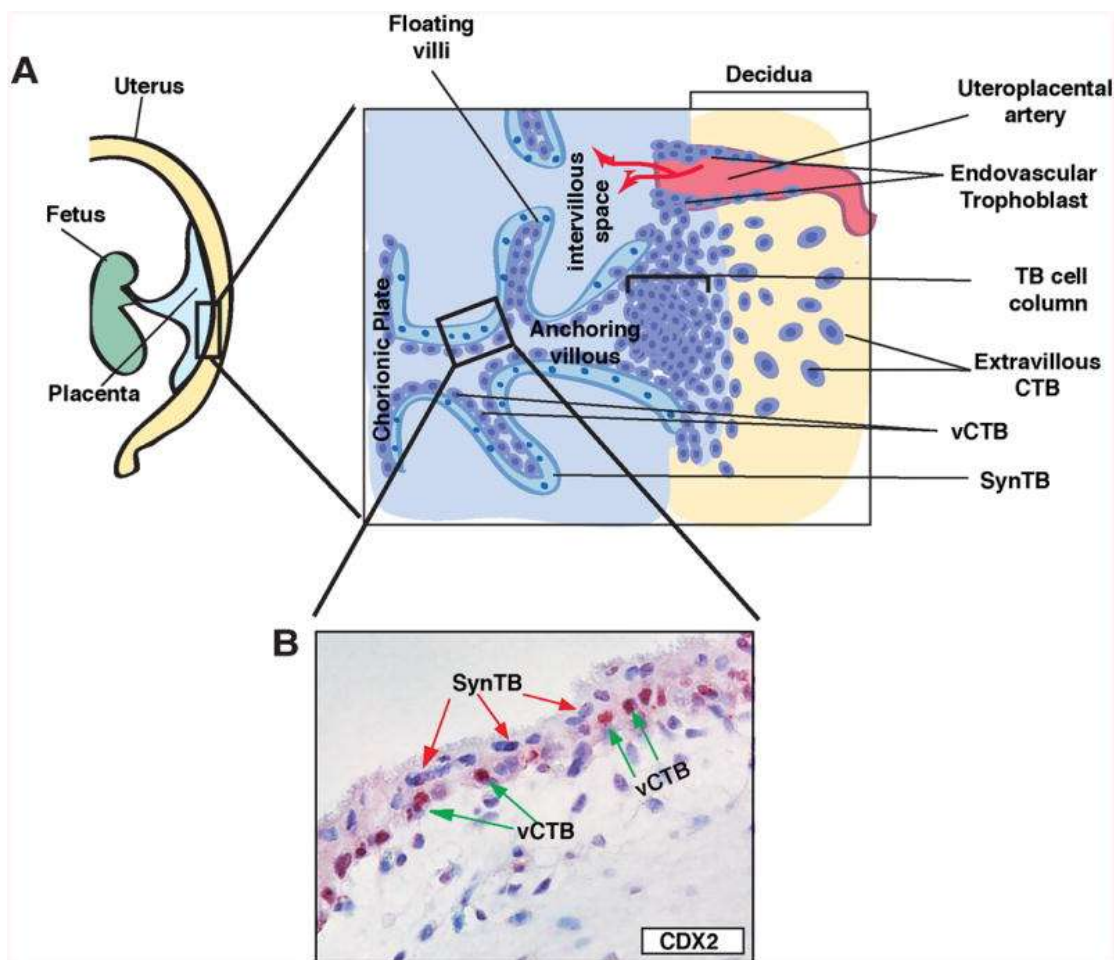 A
Uterus
Fetus
Placenta
Floating
villi
Decidua
Uteroplacental
artery
Endovascular
Trophoblast
TB cell
column
Extravillous
CTB
vCTB
SynTB
intervillous
space
Chorionic Plate
Anchoring
villous
B
SynTB
vCTB
vCTB
CDX2